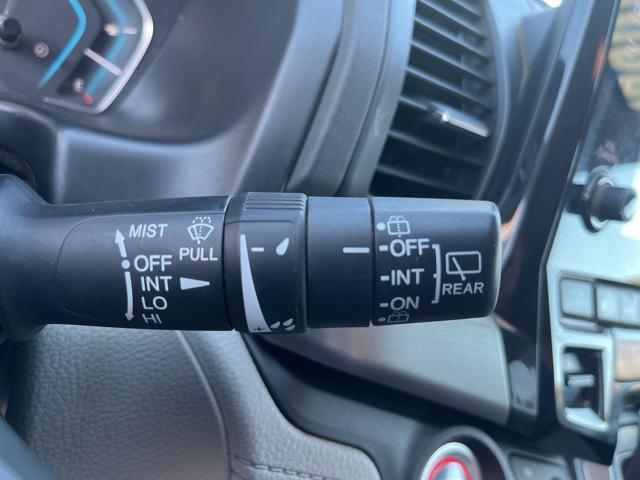 MIST
PULL
OFF
INT
LO
HI
OFF
INT
ON
REAR